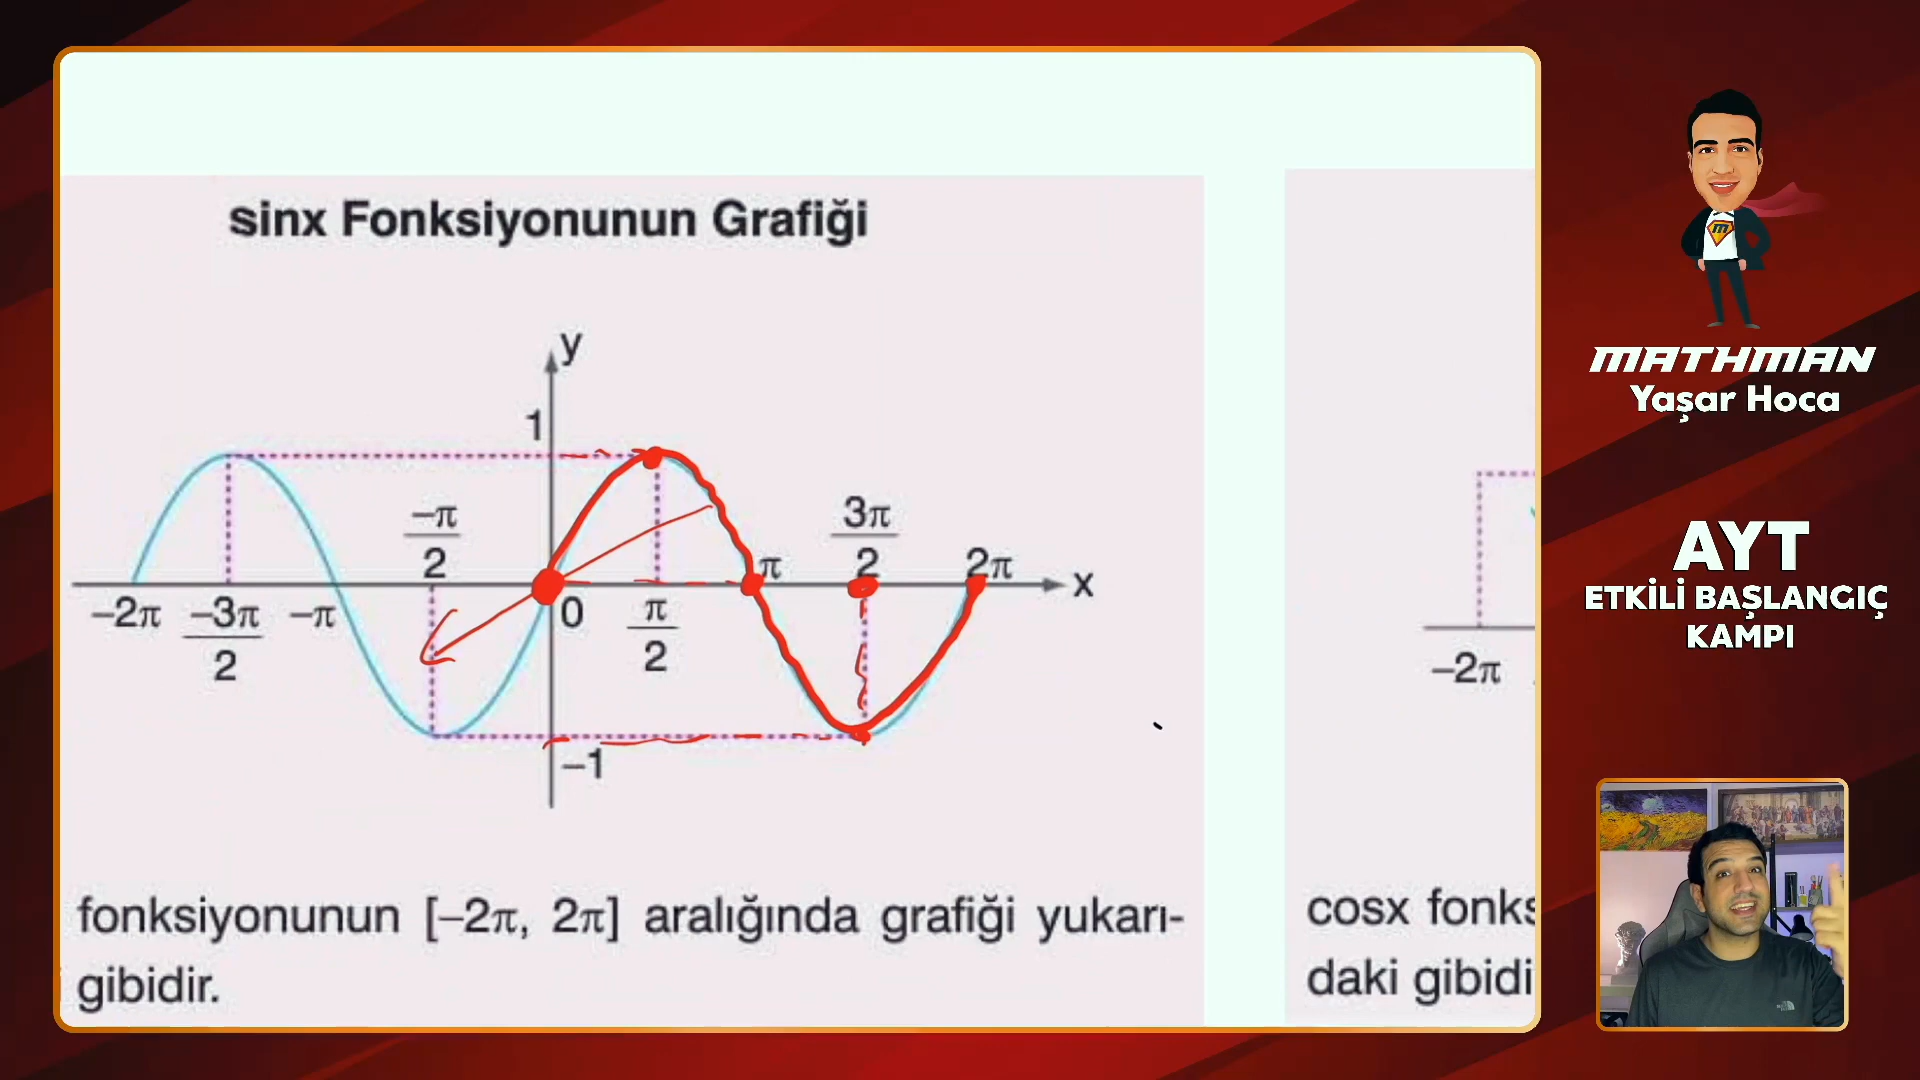 sinx Fonksiyonunun Grafiği
y
1
−π
2
3π
2
2π
π
x
−2π
−3π
2
−π
0
π
2
−1
fonksiyonunun [−2π, 2π] aralığında grafiği yukarı-
gibidir.
−2π
cosx fonks
daki gibidi
m
MATHMAN
Yaşar Hoca
AYT
ETKİLİ BAŞLANGIÇ
KAMPI